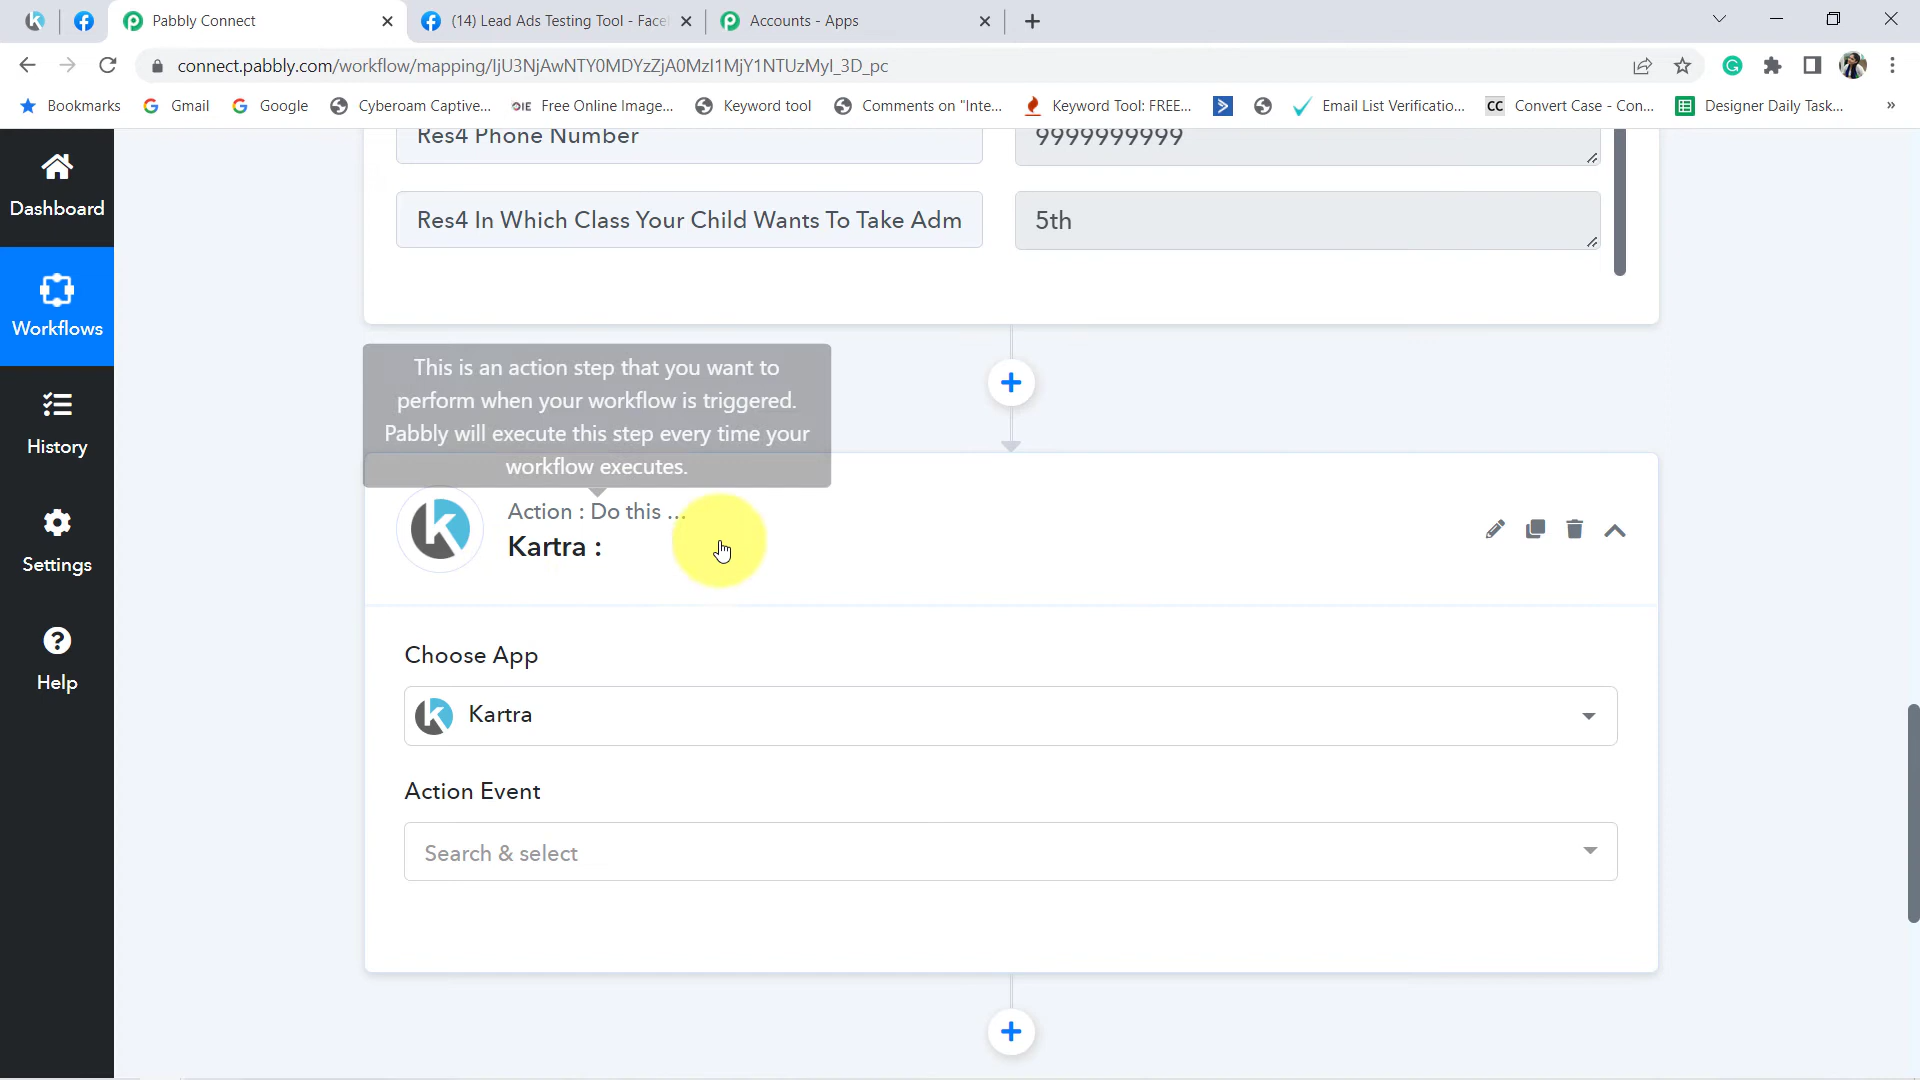 Pabbly Connect
(14) Lead Ads Testing Tool - Face
Accounts - Apps
connect.pabbly.com/workflow/mapping/IjU3NjAwNTY0MDYzZjA0MzI1MjY1NTUzMyI_3D_pc
Bookmarks
Gmail
Google
Cyberoam Captive...
OIE
Free Online Image...
Keyword tool
Comments on "Inte...
Keyword Tool: FREE...
Email List Verificatio...
CC
Convert Case - Con...
Designer Daily Task...
»
Dashboard
Workflows
History
Settings
Help
Res4 Phone Number
9999999999
Res4 In Which Class Your Child Wants To Take Adm
5th
This is an action step that you want to
perform when your workflow is triggered.
Pabbly will execute this step every time your
workflow executes.
Action : Do this ...
Kartra :
Choose App
Kartra
Action Event
Search & select